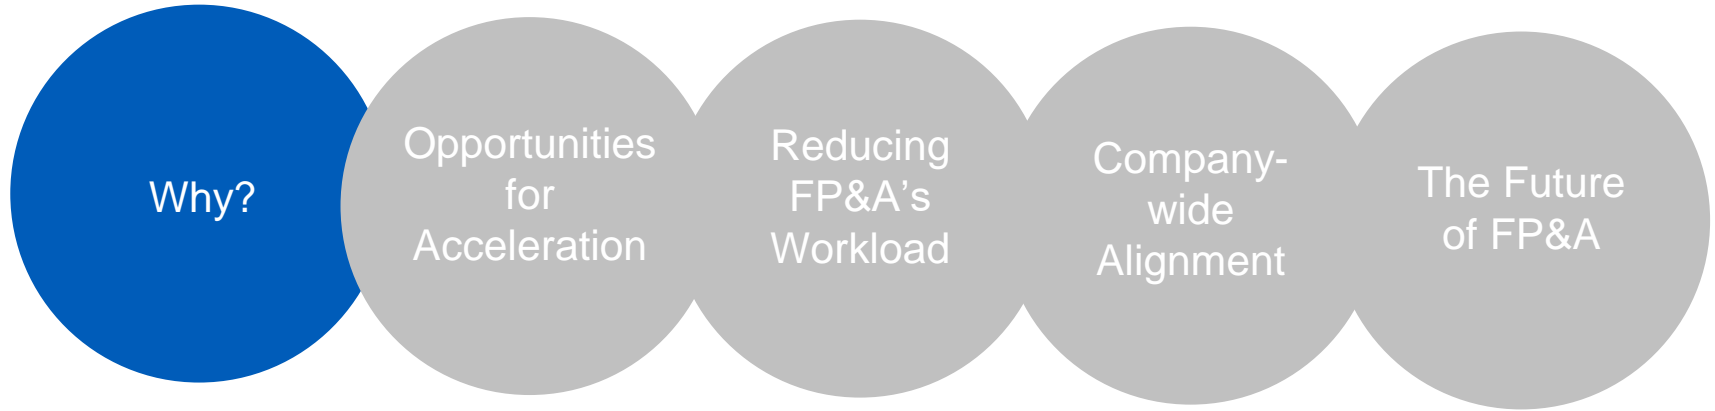 Why?
Opportunities
for
Acceleration
Reducing
FP&A’s
Workload
Company-
wide
Alignment
The Future
of FP&A